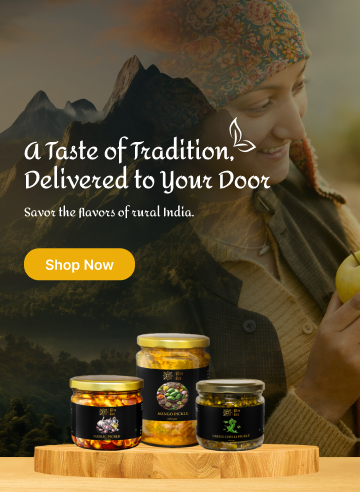 A Taste of Tradition,
Delivered to Your Door
Savor the flavors of rural India.
Shop Now
GARLIC PICKLE
MANGO PICKLE
GREEN CHILLI PICKLE